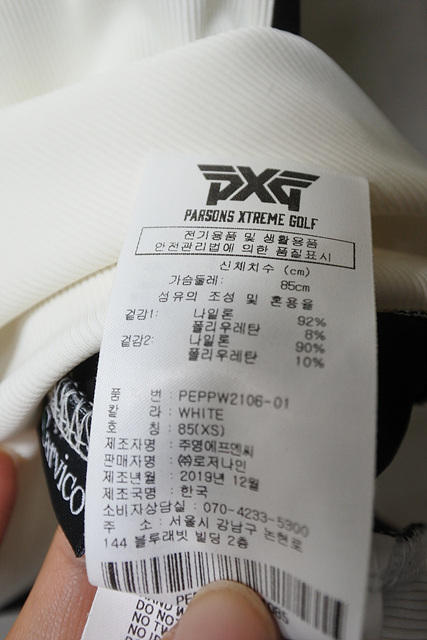 PXG
PARSONS XTREME GOLF
전기용품 및 생활용품
안전관리법에 의한 품질표시
신체치수 (cm)
가슴둘레: 85cm
섬유의 조성 및 혼용율
겉감1: 나일론 92%
폴리우레탄 8%
겉감2: 나일론 90%
폴리우레탄 10%
품 번 : PEPPW2106-01
칼 라 : WHITE
호 칭 : 85(XS)
제조자명 : 주영에프엔씨
판매자명 : ㈜로저나인
제조년월 : 2019년 12월
제조국명 : 한국
소비자상담실 : 070-4233-5300
주 소 : 서울시 강남구 논현로
144 블루래빗 빌딩 2층
DO NO
DO NOT W
NO TU